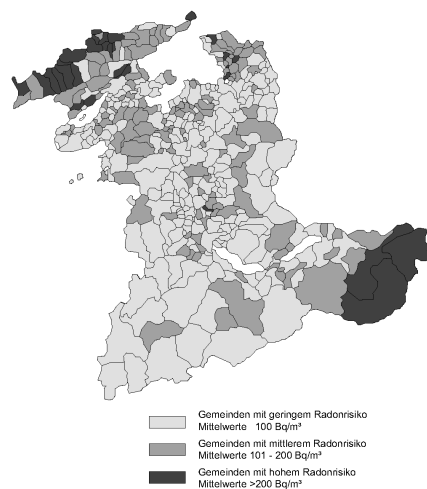 Gemeinden mit geringem Radonrisiko
Mittelwerte 100 Bq/m³
Gemeinden mit mittlerem Radonrisiko
Mittelwerte 101 - 200 Bq/m³
Gemeinden mit hohem Radonrisiko
Mittelwerte >200 Bq/m³